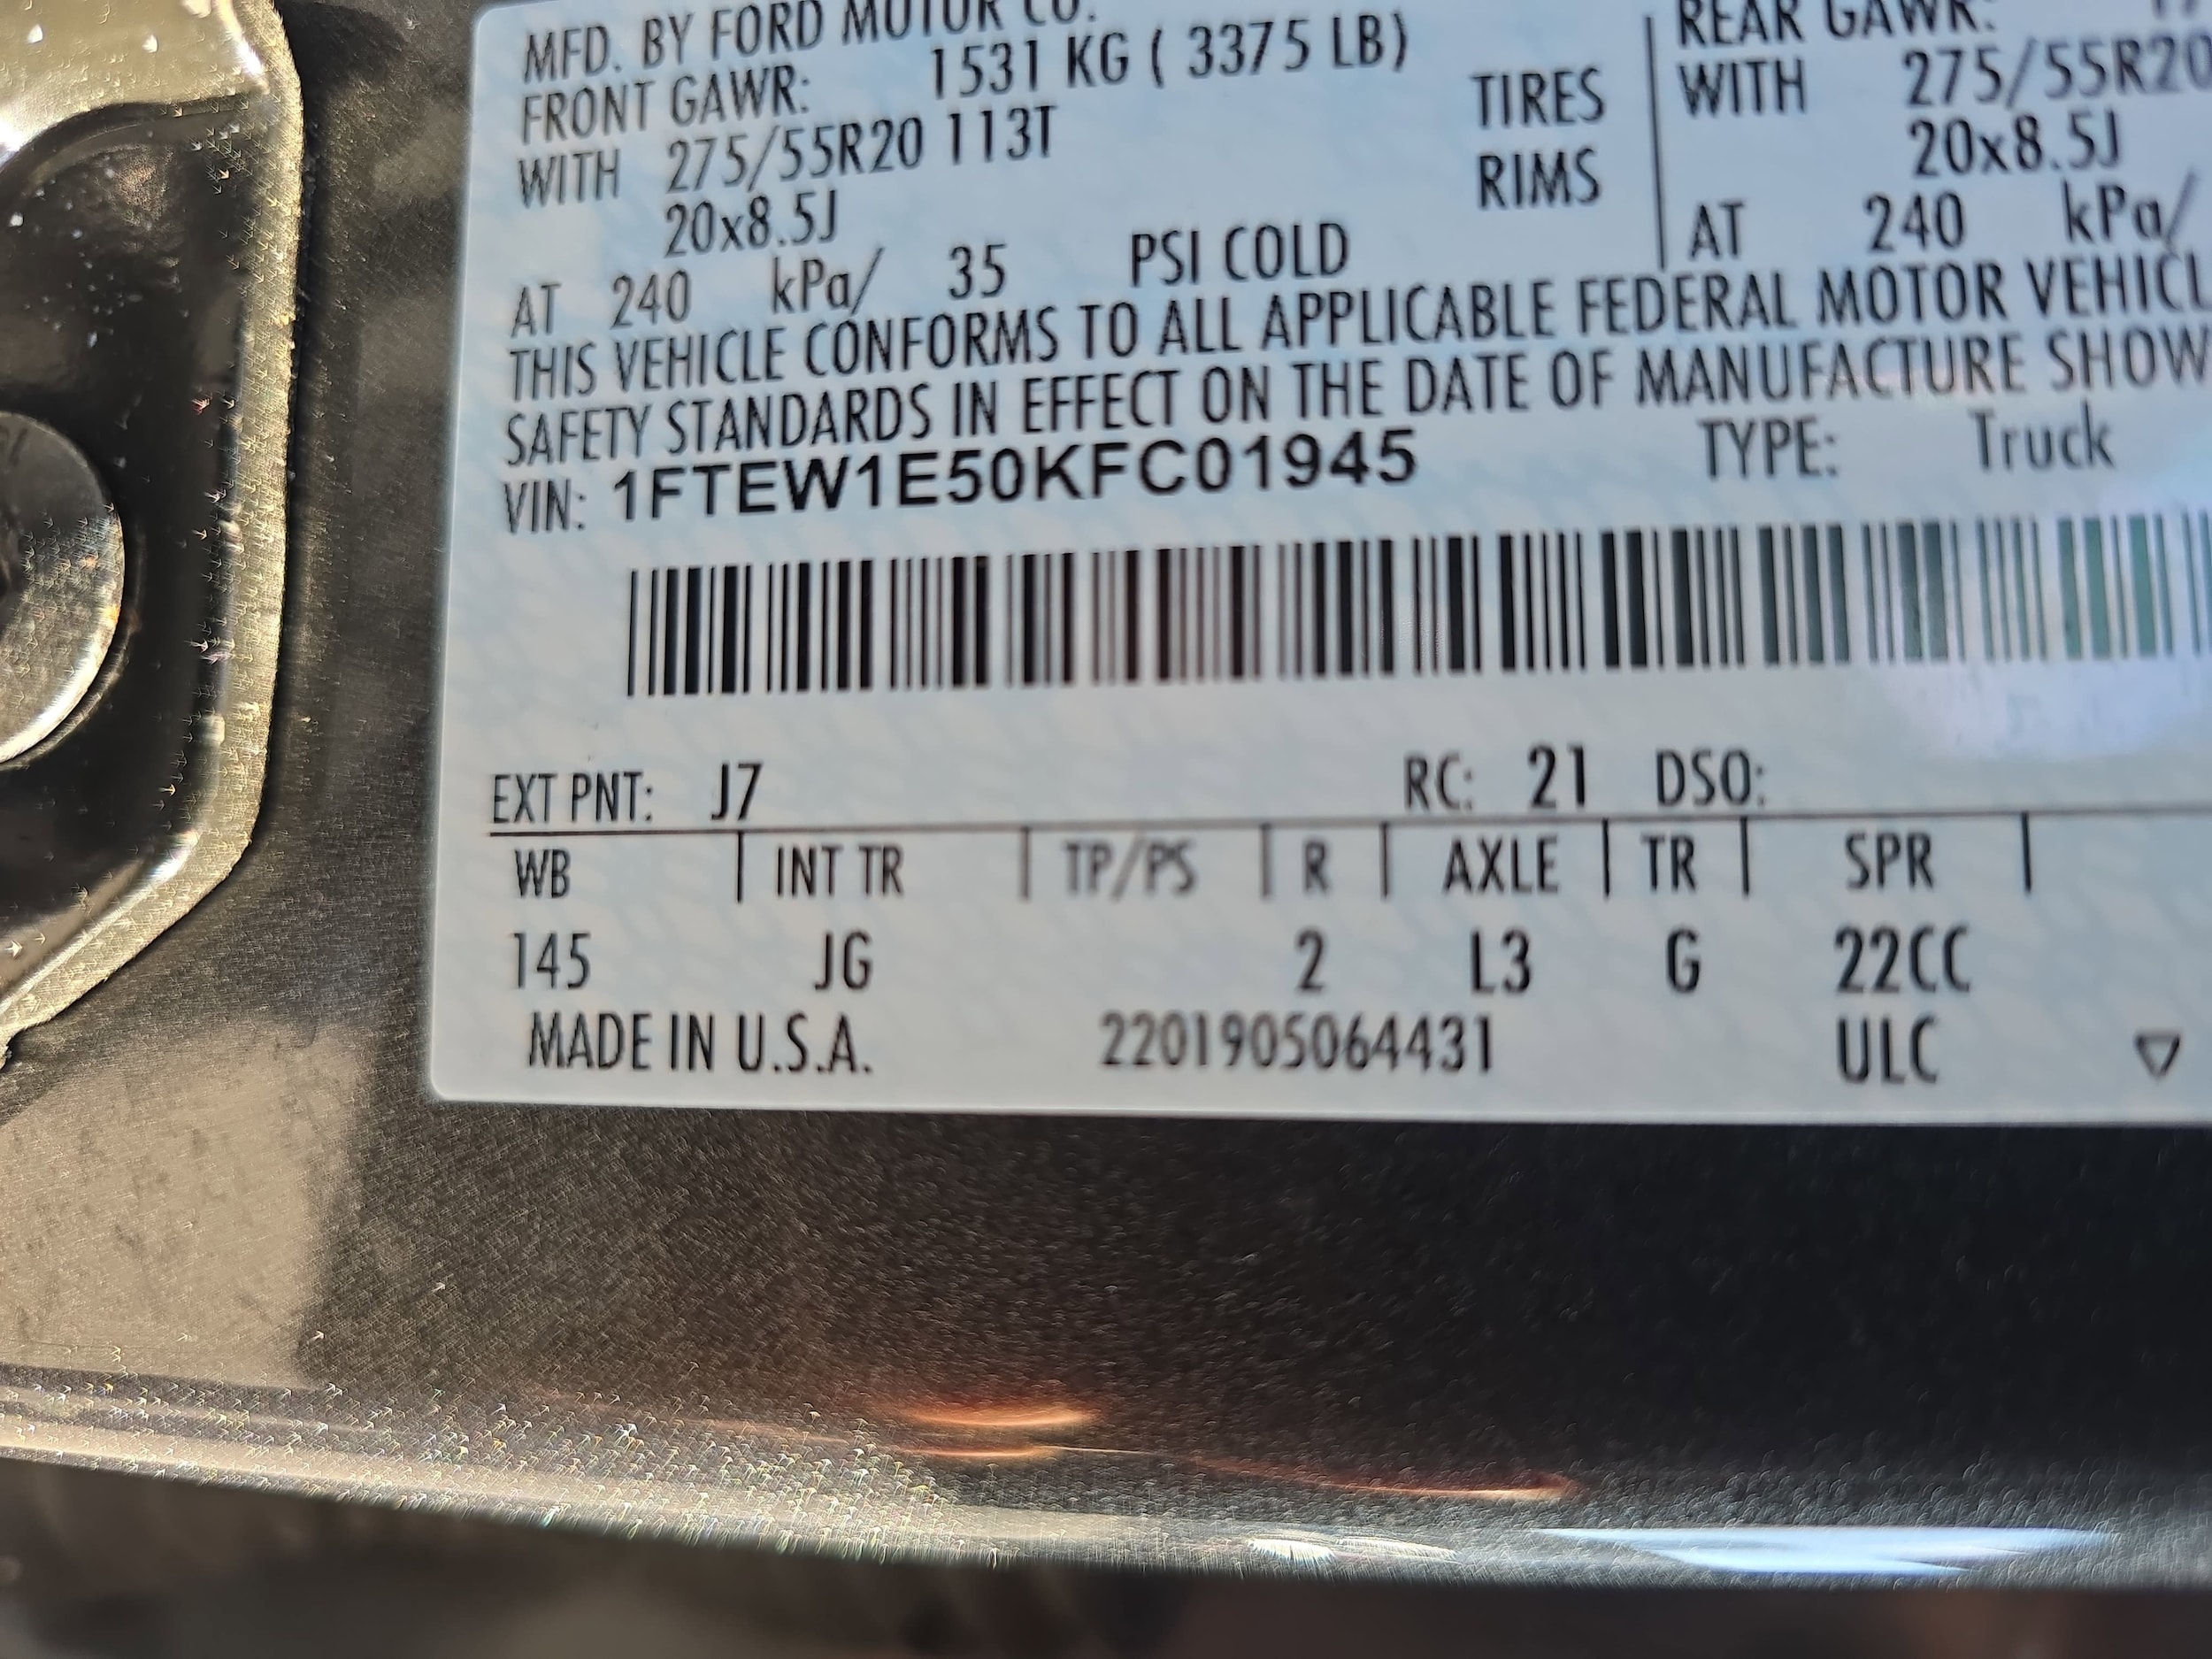 MFD. BY FORD MOTOR CO.
FRONT GAWR: 1531 KG ( 3375 LB)
WITH 275/55R20 113T TIRES
20x8.5J RIMS
AT 240 kPa/ 35 PSI COLD
REAR GAWR:
WITH 275/55R20
20x8.5J
AT 240 kPa/
THIS VEHICLE CONFORMS TO ALL APPLICABLE FEDERAL MOTOR VEHICL
SAFETY STANDARDS IN EFFECT ON THE DATE OF MANUFACTURE SHOW
VIN: 1FTEW1E50KFC01945 TYPE: Truck
EXT PNT: J7 RC: 21 DSO:
WB | INT TR | TP/PS | R | AXLE | TR | SPR |
145 JG 2 L3 G 22CC
MADE IN U.S.A. 2201905064431 ULC